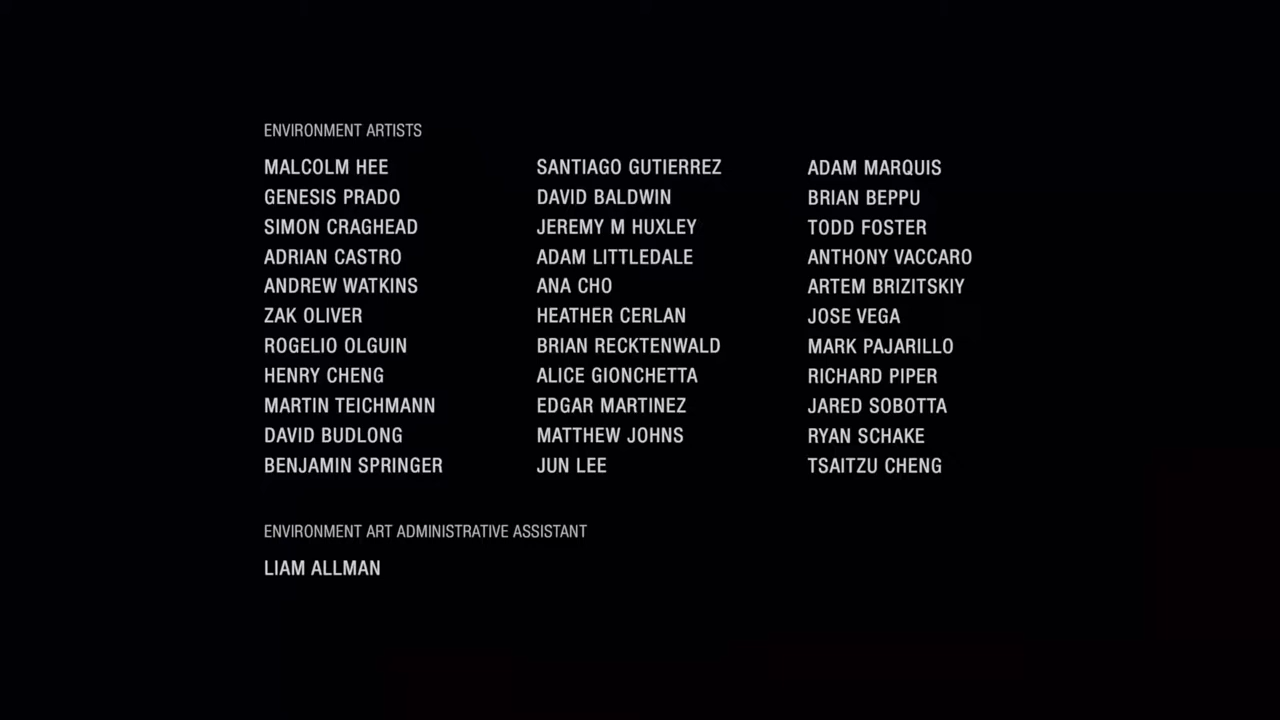 ENVIRONMENT ARTISTS
MALCOLM HEE SANTIAGO GUTIERREZ ADAM MARQUIS
GENESIS PRADO DAVID BALDWIN BRIAN BEPPU
SIMON CRAGHEAD JEREMY M HUXLEY TODD FOSTER
ADRIAN CASTRO ADAM LITTLEDALE ANTHONY VACCARO
ANDREW WATKINS ANA CHO ARTEM BRIZITSKIY
ZAK OLIVER HEATHER CERLAN JOSE VEGA
ROGELIO OLGUIN BRIAN RECKTENWALD MARK PAJARILLO
HENRY CHENG ALICE GIONCHETTA RICHARD PIPER
MARTIN TEICHMANN EDGAR MARTINEZ JARED SOBOTTA
DAVID BUDLONG MATTHEW JOHNS RYAN SCHAKE
BENJAMIN SPRINGER JUN LEE TSAITZU CHENG
ENVIRONMENT ART ADMINISTRATIVE ASSISTANT
LIAM ALLMAN